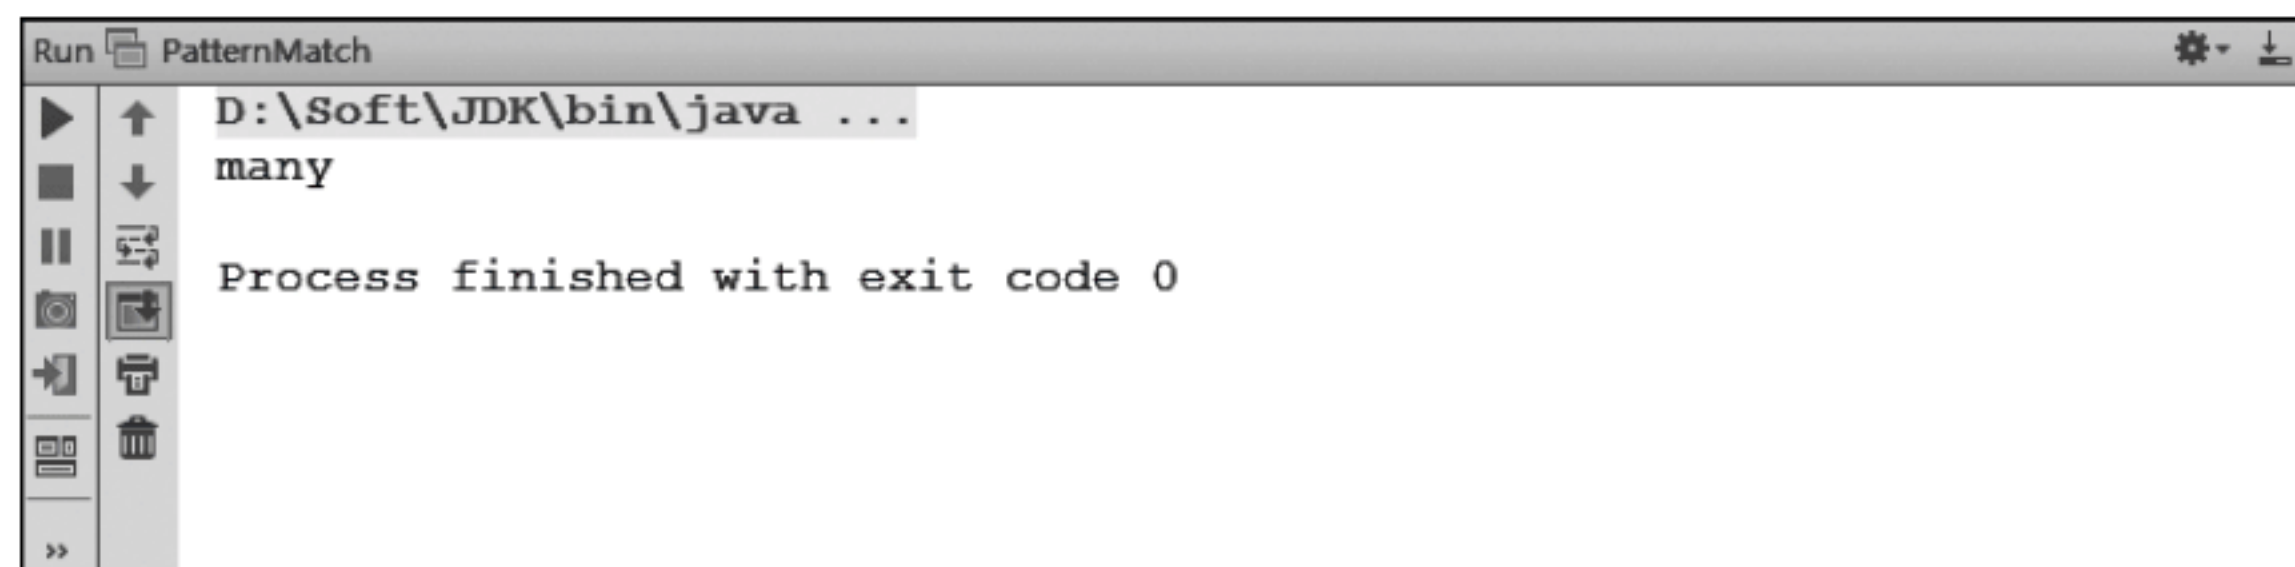 Run PatternMatch
D:\Soft\JDK\bin\java ...
many
Process finished with exit code 0